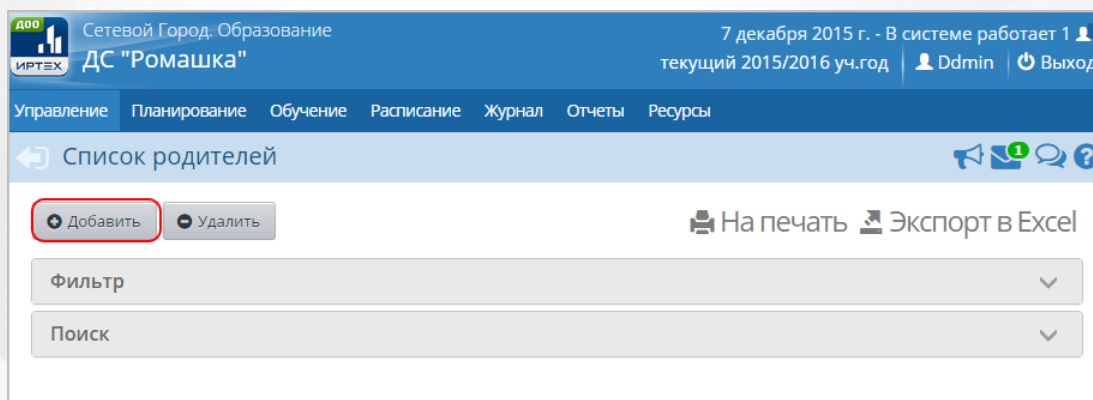 ДОО
ИРТЕХ
Сетевой Город. Образование
ДС "Ромашка"
7 декабря 2015 г. - В системе работает 1
текущий 2015/2016 уч.год Ddmin Выход
Управление Планирование Обучение Расписание Журнал Отчеты Ресурсы
Список родителей
1
Добавить Удалить
На печать Экспорт в Excel
Фильтр
Поиск